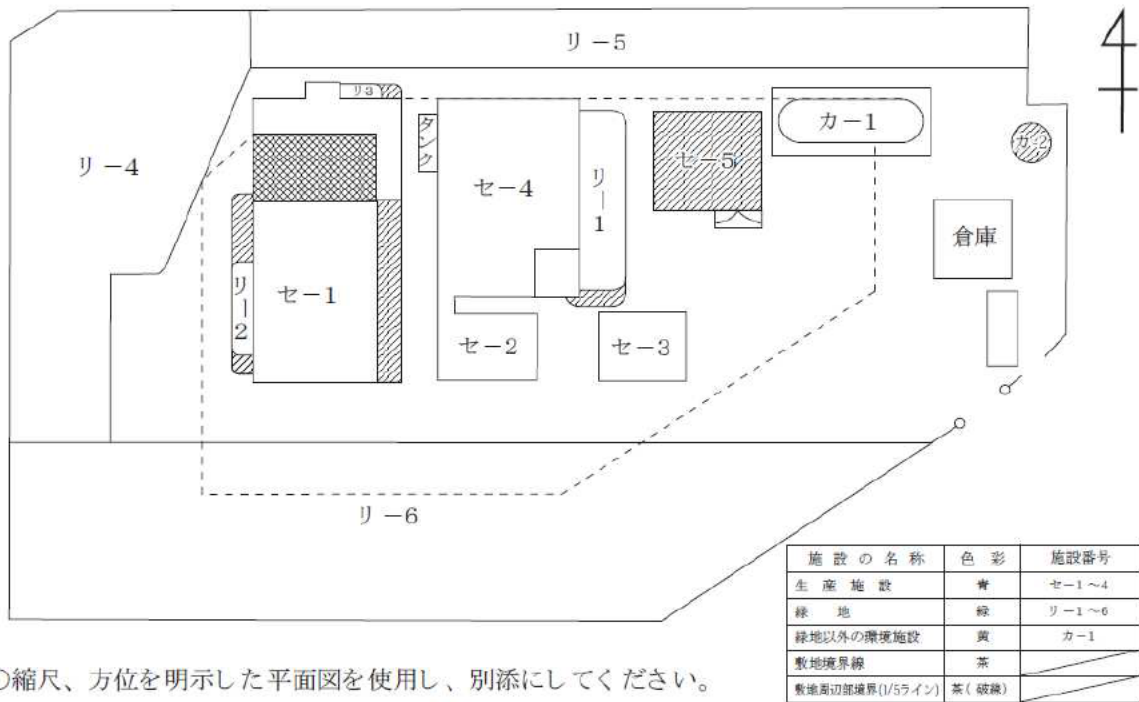 リ－5
リ3
カ－1
タンク
カ-2
リ－4
セ－4
リ－1
セ－5
倉庫
セ－1
リ－2
セ－2
セ－3
リ－6
施設の名称 色彩 施設番号
生産施設 青 セ－1～4
緑地 緑 リ－1～6
緑地以外の環境施設 黄 カ－1
敷地境界線 茶
敷地周辺部境界(1/5ライン) 茶(破線)
○縮尺、方位を明示した平面図を使用し、別添にしてください。